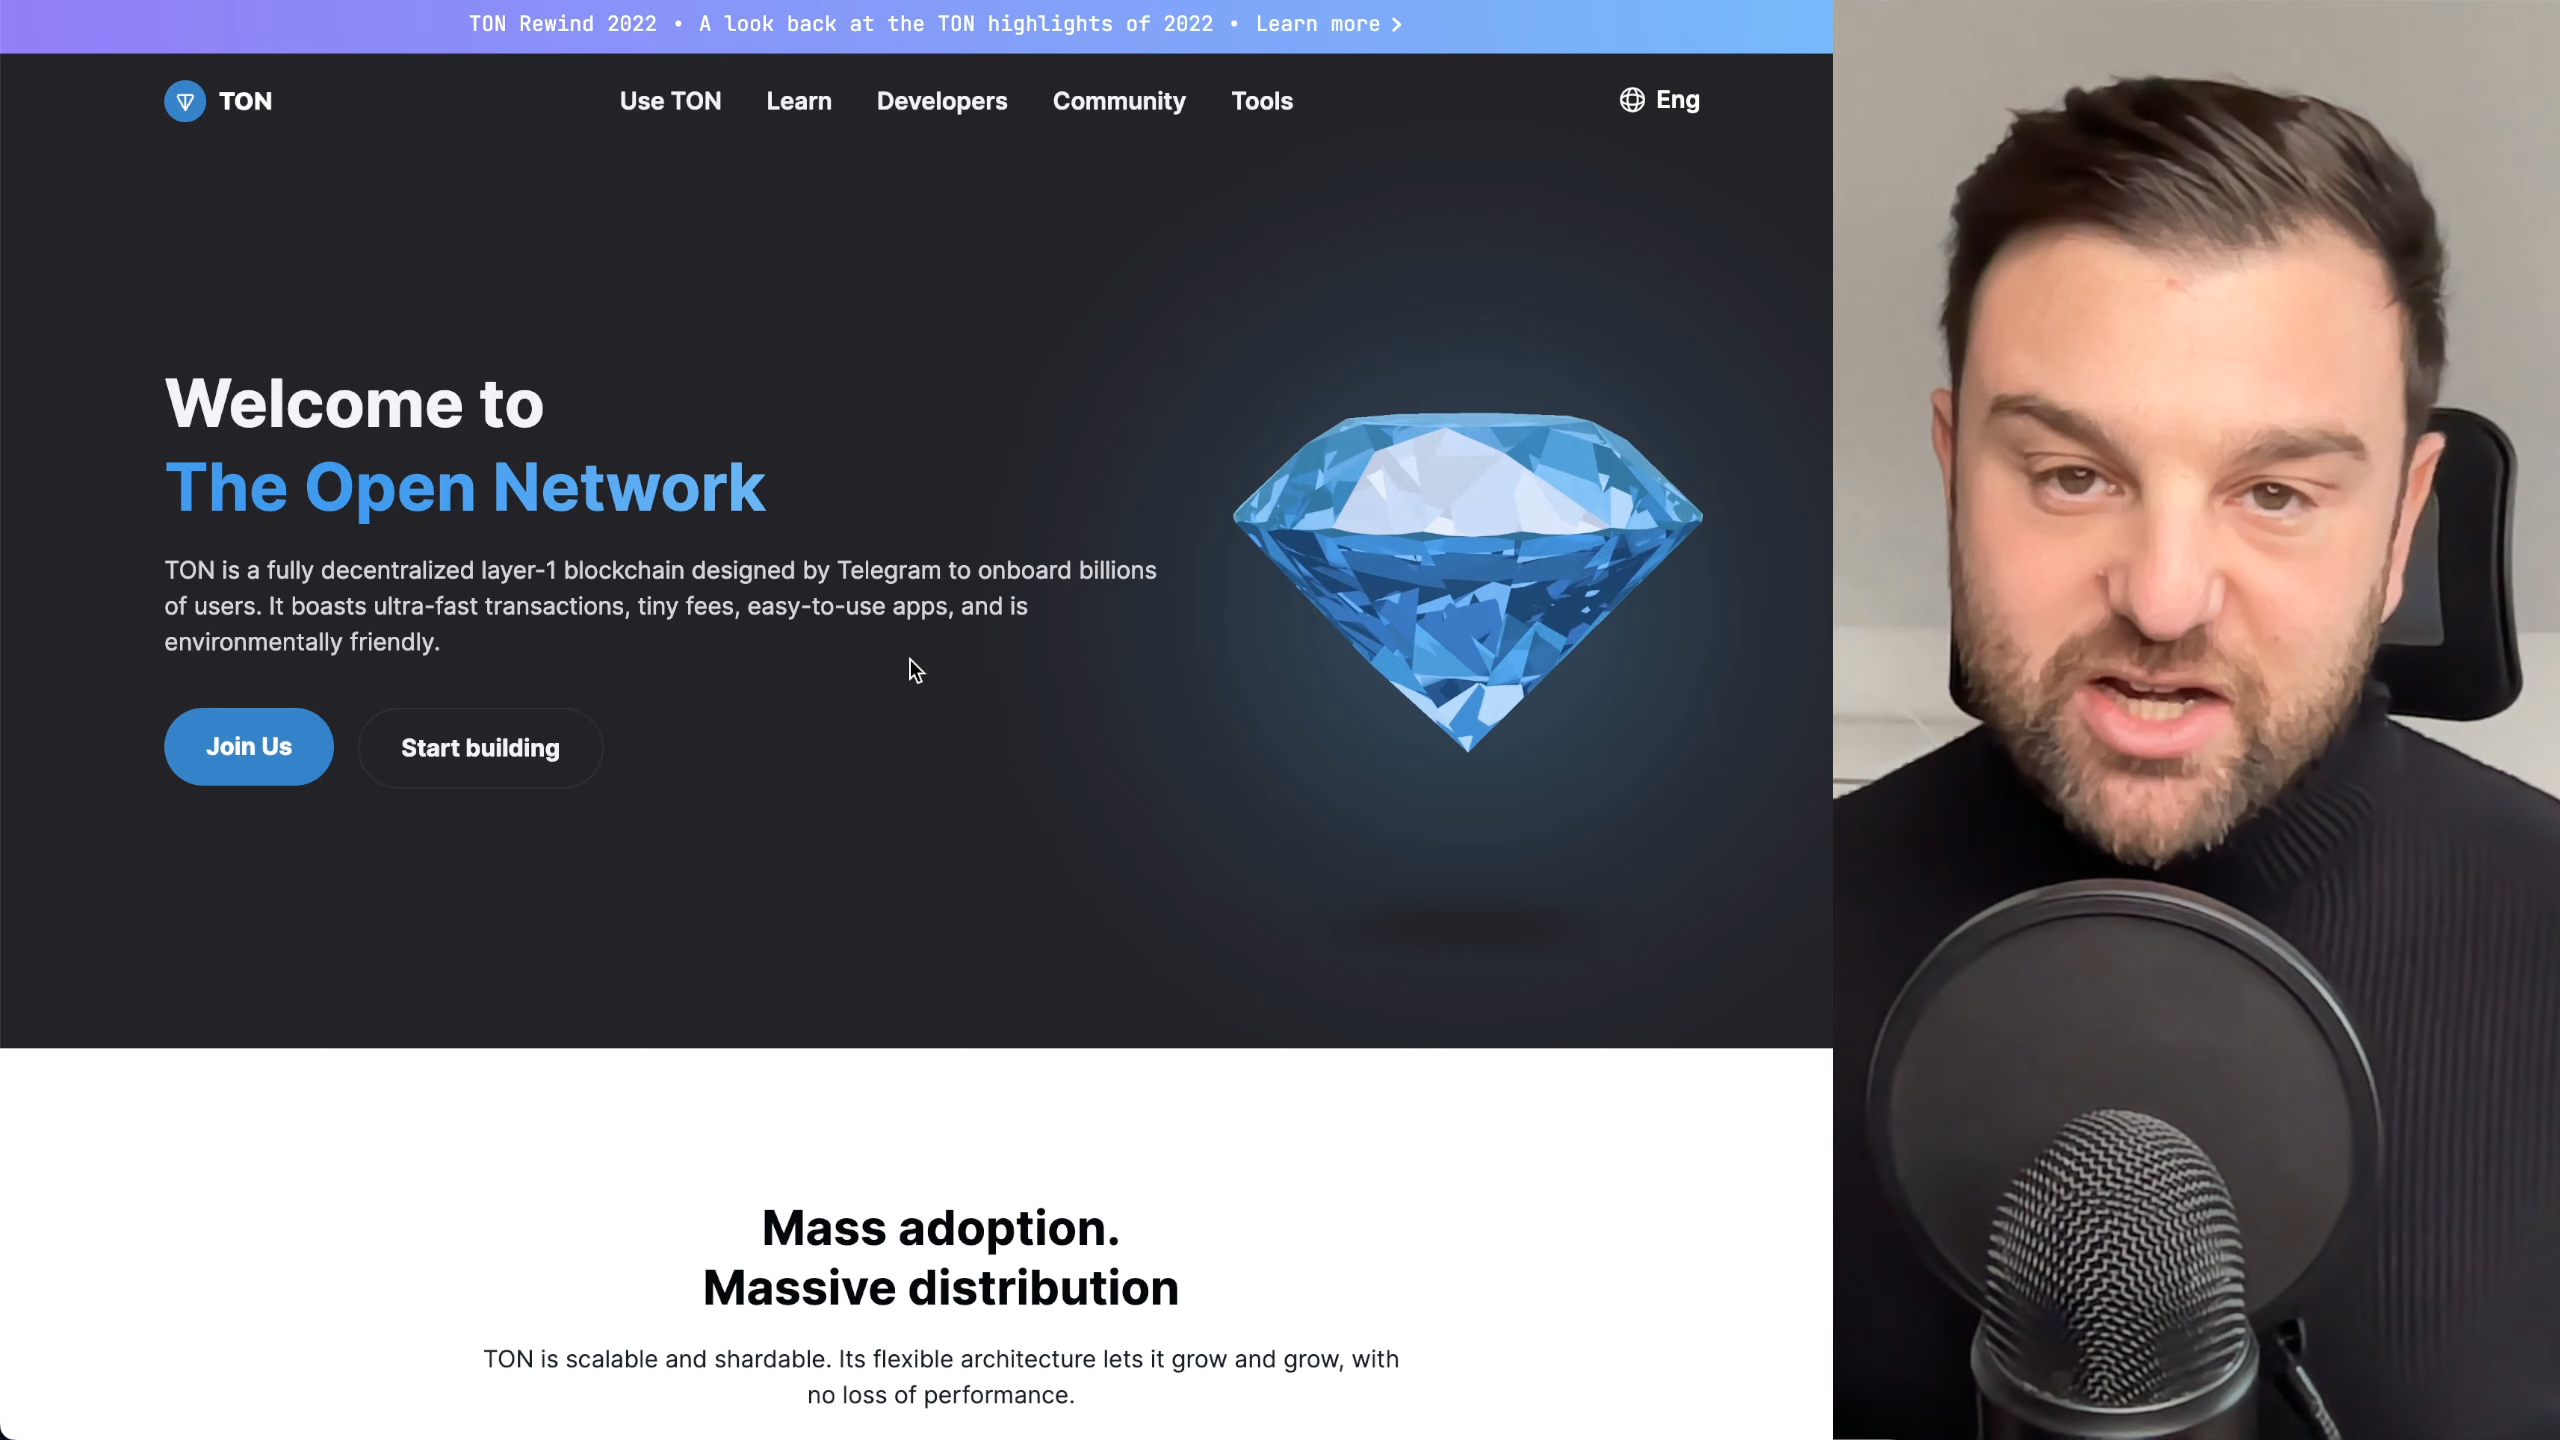 TON Rewind 2022 • A look back at the TON highlights of 2022 • Learn more >
TON
Use TON
Learn
Developers
Community
Tools
Eng
Welcome to
The Open Network
TON is a fully decentralized layer-1 blockchain designed by Telegram to onboard billions
of users. It boasts ultra-fast transactions, tiny fees, easy-to-use apps, and is
environmentally friendly.
Join Us
Start building
Mass adoption.
Massive distribution
TON is scalable and shardable. Its flexible architecture lets it grow and grow, with
no loss of performance.